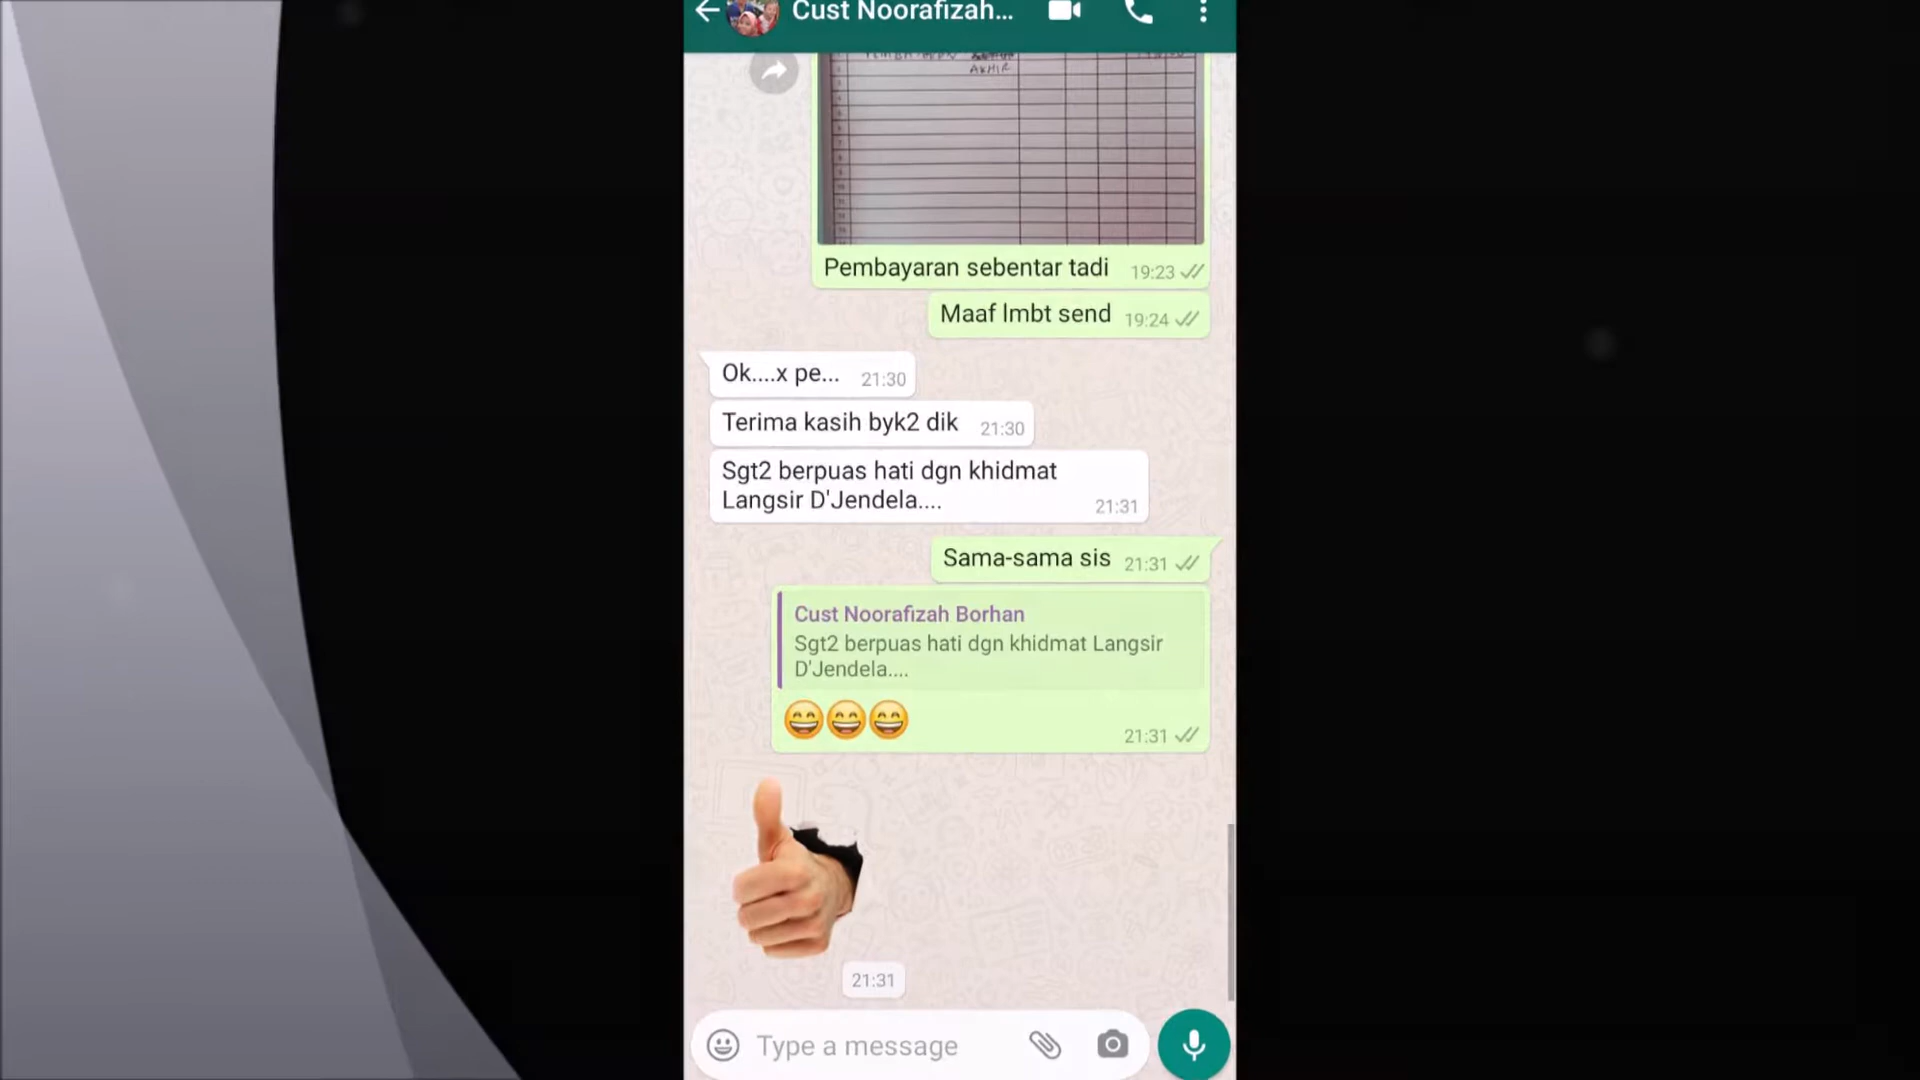 Cust Noorafizah...
AKHIR
Pembayaran sebentar tadi 19:23
Maaf lmbt send 19:24
Ok....x pe... 21:30
Terima kasih byk2 dik 21:30
Sgt2 berpuas hati dgn khidmat
Langsir D'Jendela.... 21:31
Sama-sama sis 21:31
Cust Noorafizah Borhan
Sgt2 berpuas hati dgn khidmat Langsir
D'Jendela....
😄😄😄 21:31
21:31
Type a message